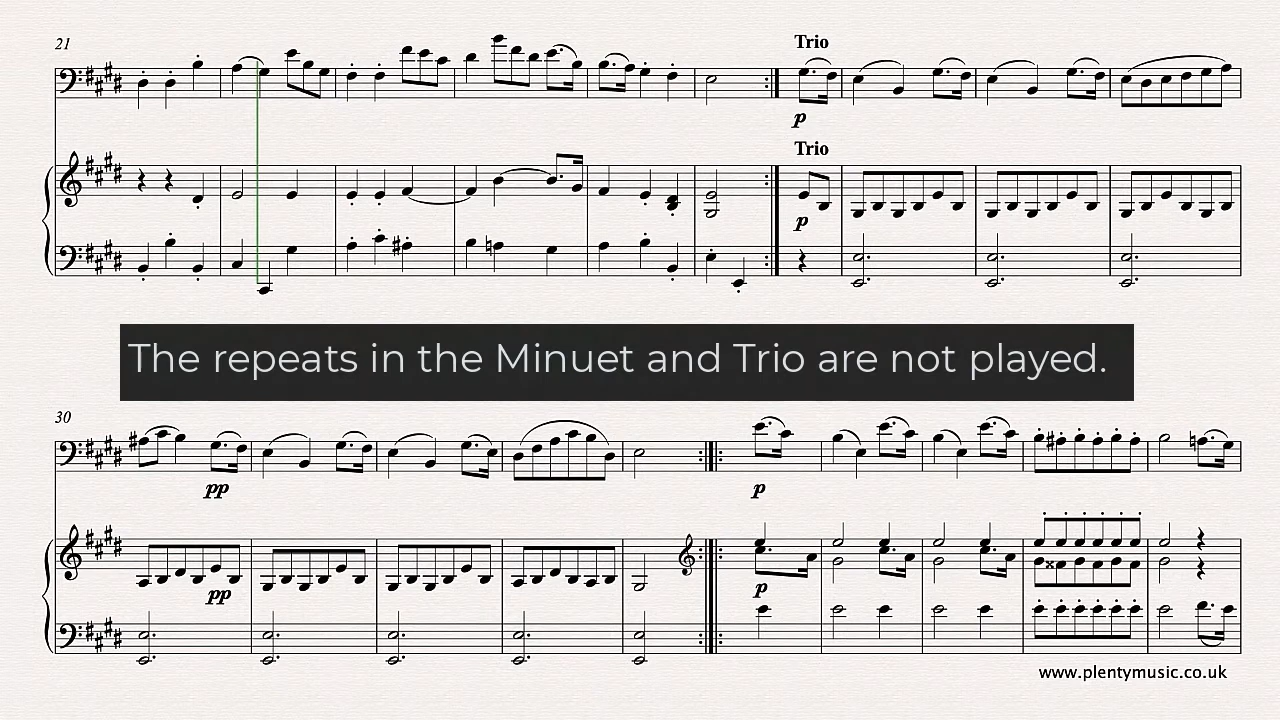 21
Trio
p
Trio
p
The repeats in the Minuet and Trio are not played.
30
pp
p
pp
p
www.plentymusic.co.uk